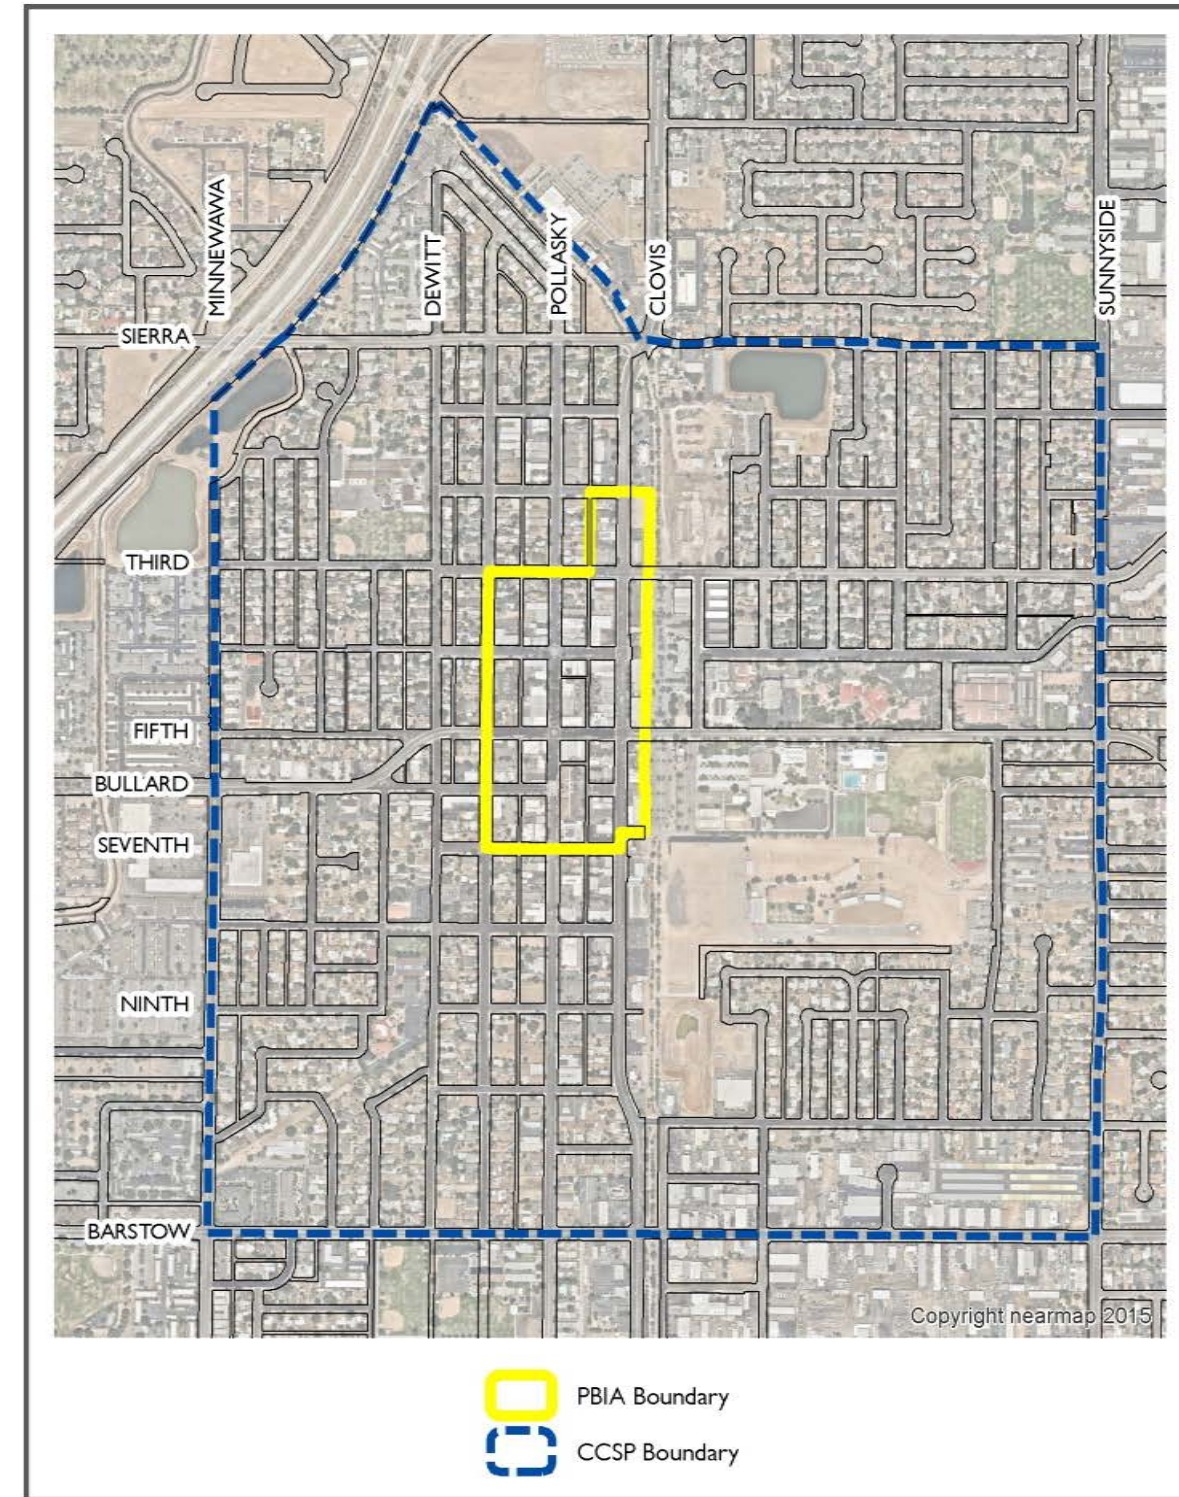 MINNEWAWA
DEWITT
POLLASKY
CLOVIS
SUNNYSIDE
SIERRA
THIRD
FIFTH
BULLARD
SEVENTH
NINTH
BARSTOW
Copyright nearmap 2015
PBIA Boundary
CCSP Boundary